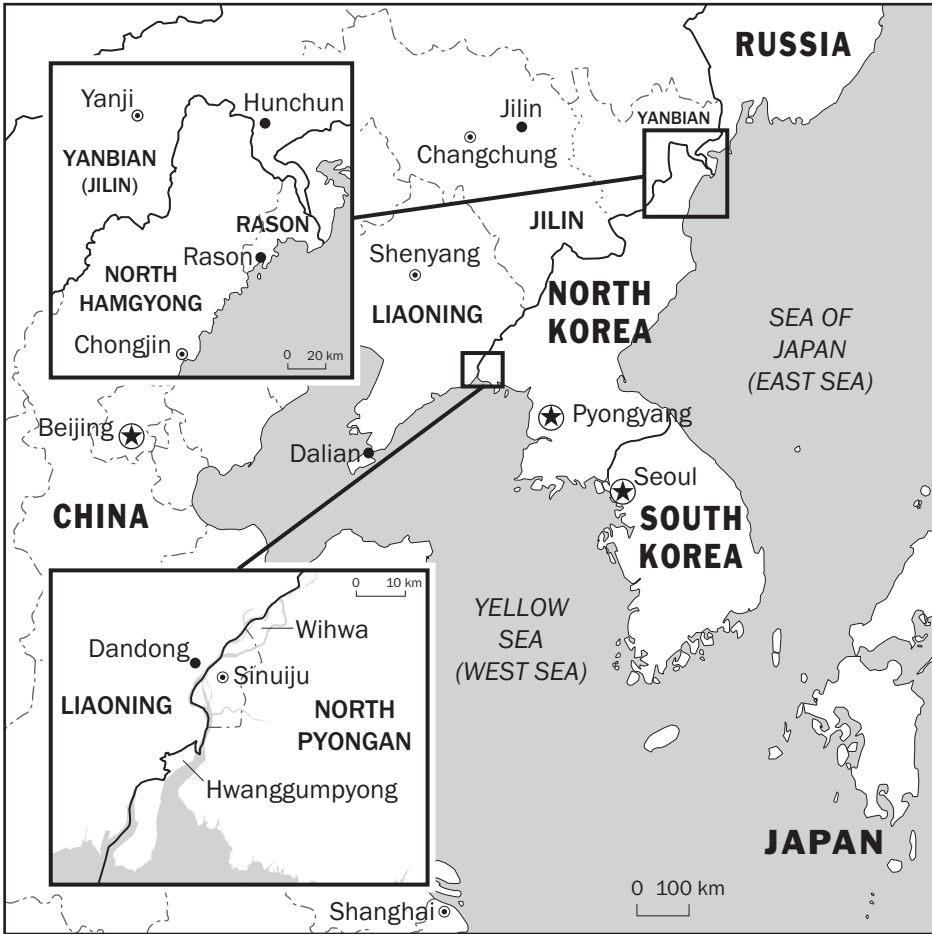 RUSSIA
Yanji
Hunchun
YANBIAN
(JILIN)
RASON
Rason
NORTH
HAMGYONG
Chongjin
0 20 km
Jilin
Changchung
YANBIAN
JILIN
Shenyang
LIAONING
NORTH
KOREA
SEA OF
JAPAN
(EAST SEA)
Beijing
Pyongyang
Dalian
Seoul
CHINA
SOUTH
KOREA
YELLOW
SEA
(WEST SEA)
0 10 km
Wihwa
Dandong
Sinuiju
LIAONING
NORTH
PYONGAN
Hwanggumpyong
JAPAN
0 100 km
Shanghai